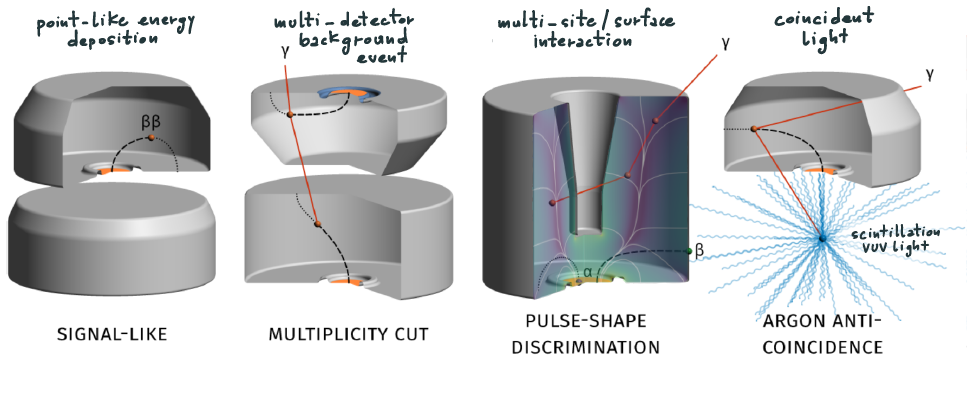 point-like energy
deposition
multi-detector
background
event
multi-site/surface
interaction
coincident
light
γ
γ
γ
ββ
β
α
scintillation
VUV light
SIGNAL-LIKE
MULTIPLICITY CUT
PULSE-SHAPE
DISCRIMINATION
ARGON ANTI-
COINCIDENCE